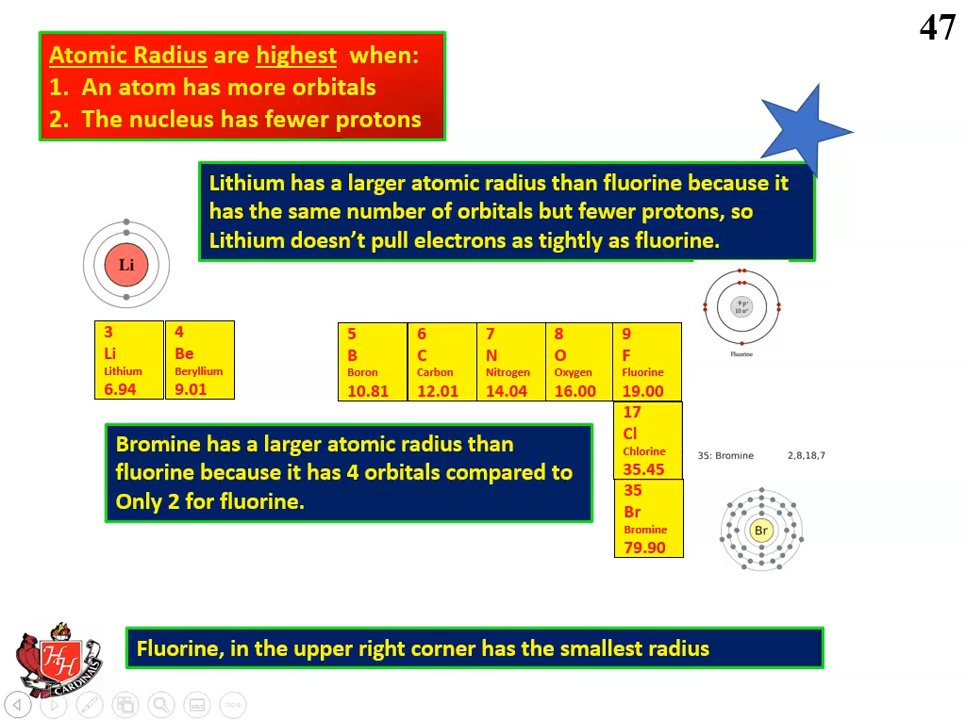 47
Atomic Radius are highest when:
1. An atom has more orbitals
2. The nucleus has fewer protons
Lithium has a larger atomic radius than fluorine because it
has the same number of orbitals but fewer protons, so
Lithium doesn't pull electrons as tightly as fluorine.
Li
9 p⁺
10 n°
Fluorine
3
Li
Lithium
6.94
4
Be
Beryllium
9.01
5
B
Boron
10.81
6
C
Carbon
12.01
7
N
Nitrogen
14.04
8
O
Oxygen
16.00
9
F
Fluorine
19.00
17
Cl
Chlorine
35.45
35
Br
Bromine
79.90
Bromine has a larger atomic radius than
fluorine because it has 4 orbitals compared to
Only 2 for fluorine.
35: Bromine 2,8,18,7
Br
HH
CARDINALS
Fluorine, in the upper right corner has the smallest radius